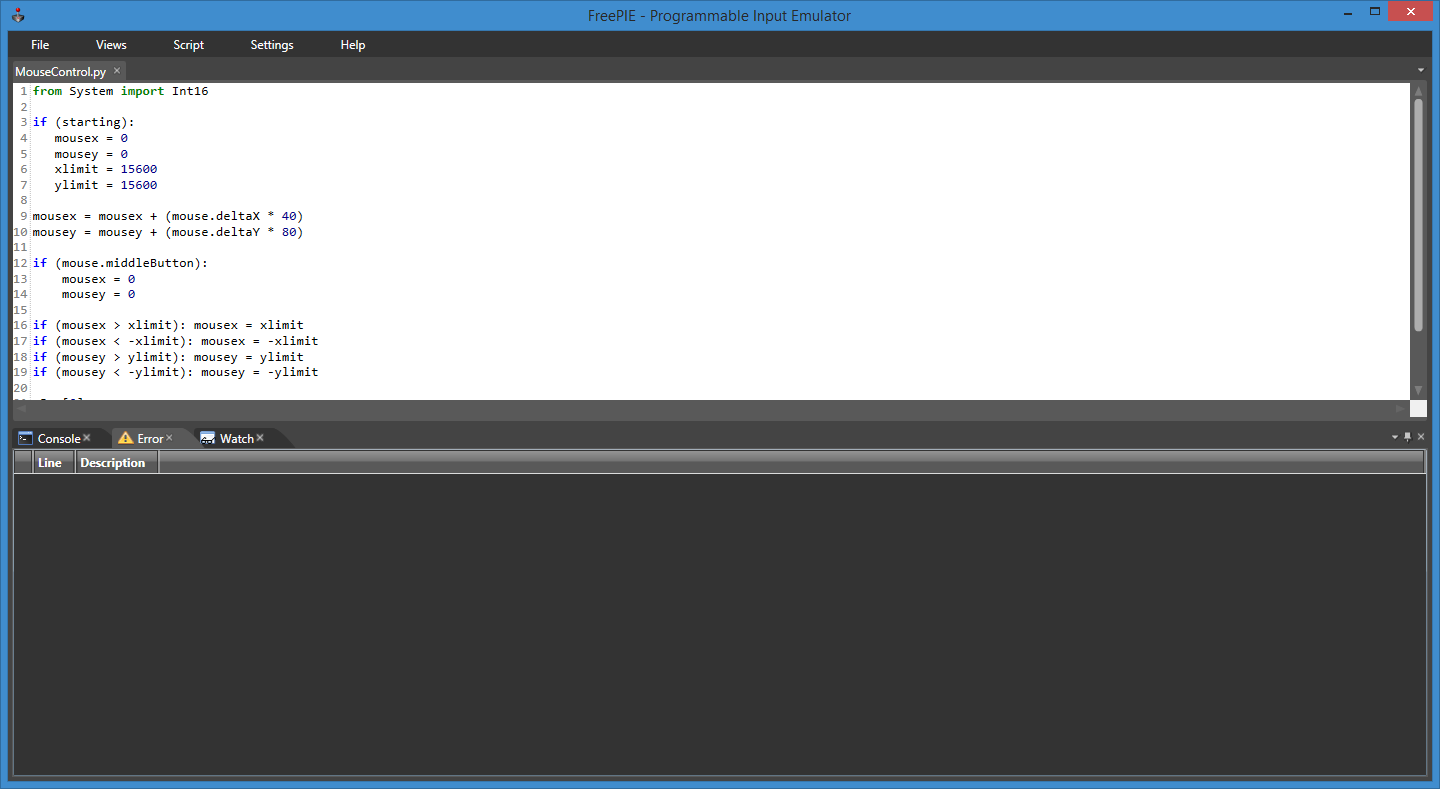 FreePIE - Programmable Input Emulator
File Views Script Settings Help
MouseControl.py
1 from System import Int16
2
3 if (starting):
4    mousex = 0
5    mousey = 0
6    xlimit = 15600
7    ylimit = 15600
8
9 mousex = mousex + (mouse.deltaX * 40)
10 mousey = mousey + (mouse.deltaY * 80)
11
12 if (mouse.middleButton):
13     mousex = 0
14     mousey = 0
15
16 if (mousex > xlimit): mousex = xlimit
17 if (mousex < -xlimit): mousex = -xlimit
18 if (mousey > ylimit): mousey = ylimit
19 if (mousey < -ylimit): mousey = -ylimit
20
Console Error Watch
Line Description